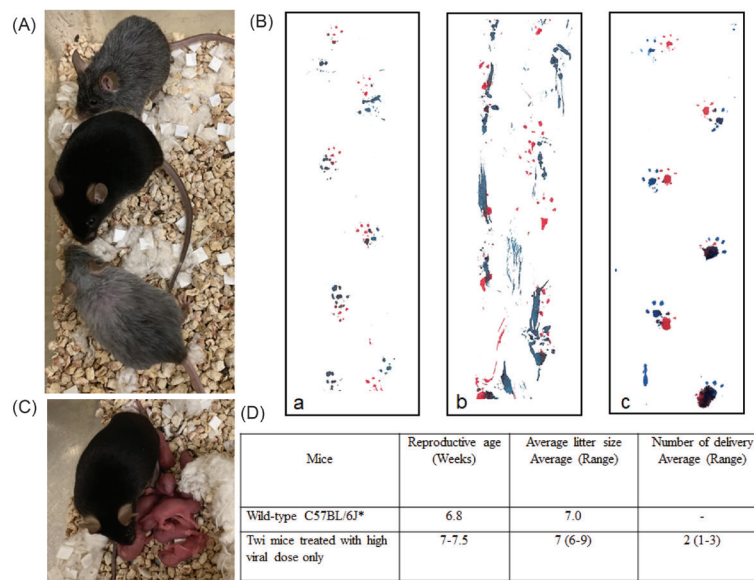 (A)
(B)
a
b
c
(C)
(D)
Mice
Reproductive age
(Weeks)
Average litter size
Average (Range)
Number of delivery
Average (Range)
Wild-type C57BL/6J*
6.8
7.0
-
Twi mice treated with high
viral dose only
7-7.5
7 (6-9)
2 (1-3)